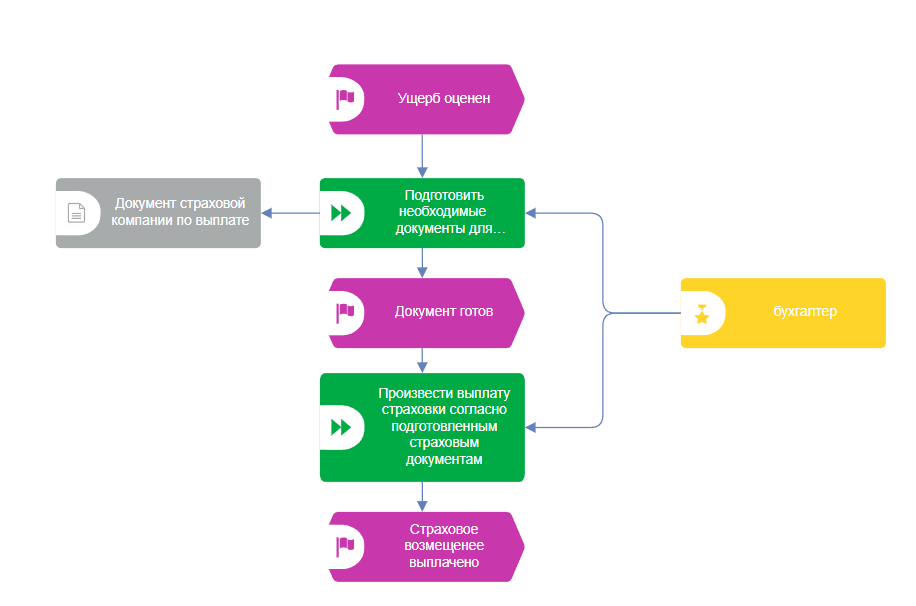 Ущерб оценен
Документ страховой
компании по выплате
Подготовить
необходимые
документы для...
Документ готов
бухгалтер
Произвести выплату
страховки согласно
подготовленным
страховым
документам
Страховое
возмещенее
выплачено